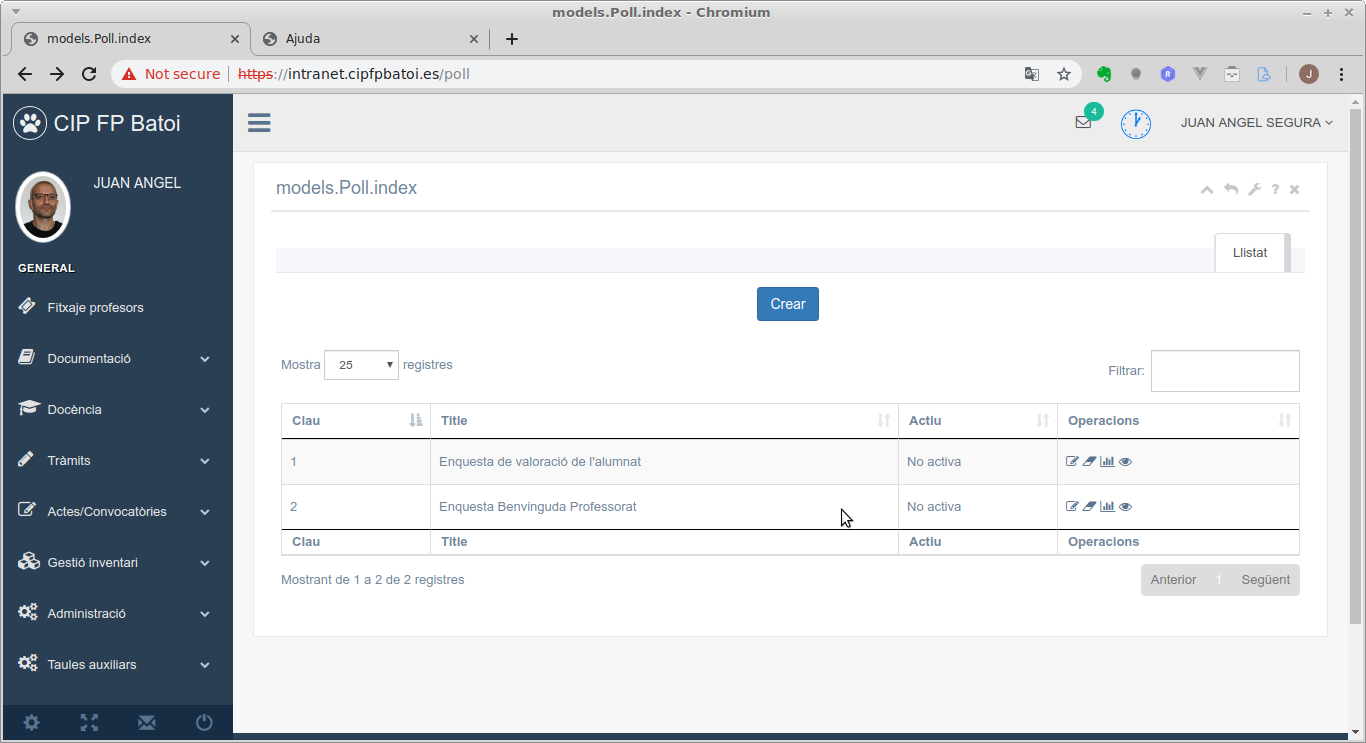 models.Poll.index - Chromium
models.Poll.index
Ajuda
Not secure https://intranet.cipfpbatoi.es/poll
J
CIP FP Batoi
4
JUAN ANGEL SEGURA
JUAN ANGEL
GENERAL
Fitxaje profesors
Documentació
Docència
Tràmits
Actes/Convocatòries
Gestió inventari
Administració
Taules auxiliars
models.Poll.index
?
Llistat
Crear
Mostra 25 registres
Filtrar:
Clau Title Actiu Operacions
1 Enquesta de valoració de l'alumnat No activa
2 Enquesta Benvinguda Professorat No activa
Clau Title Actiu Operacions
Mostrant de 1 a 2 de 2 registres
Anterior 1 Següent